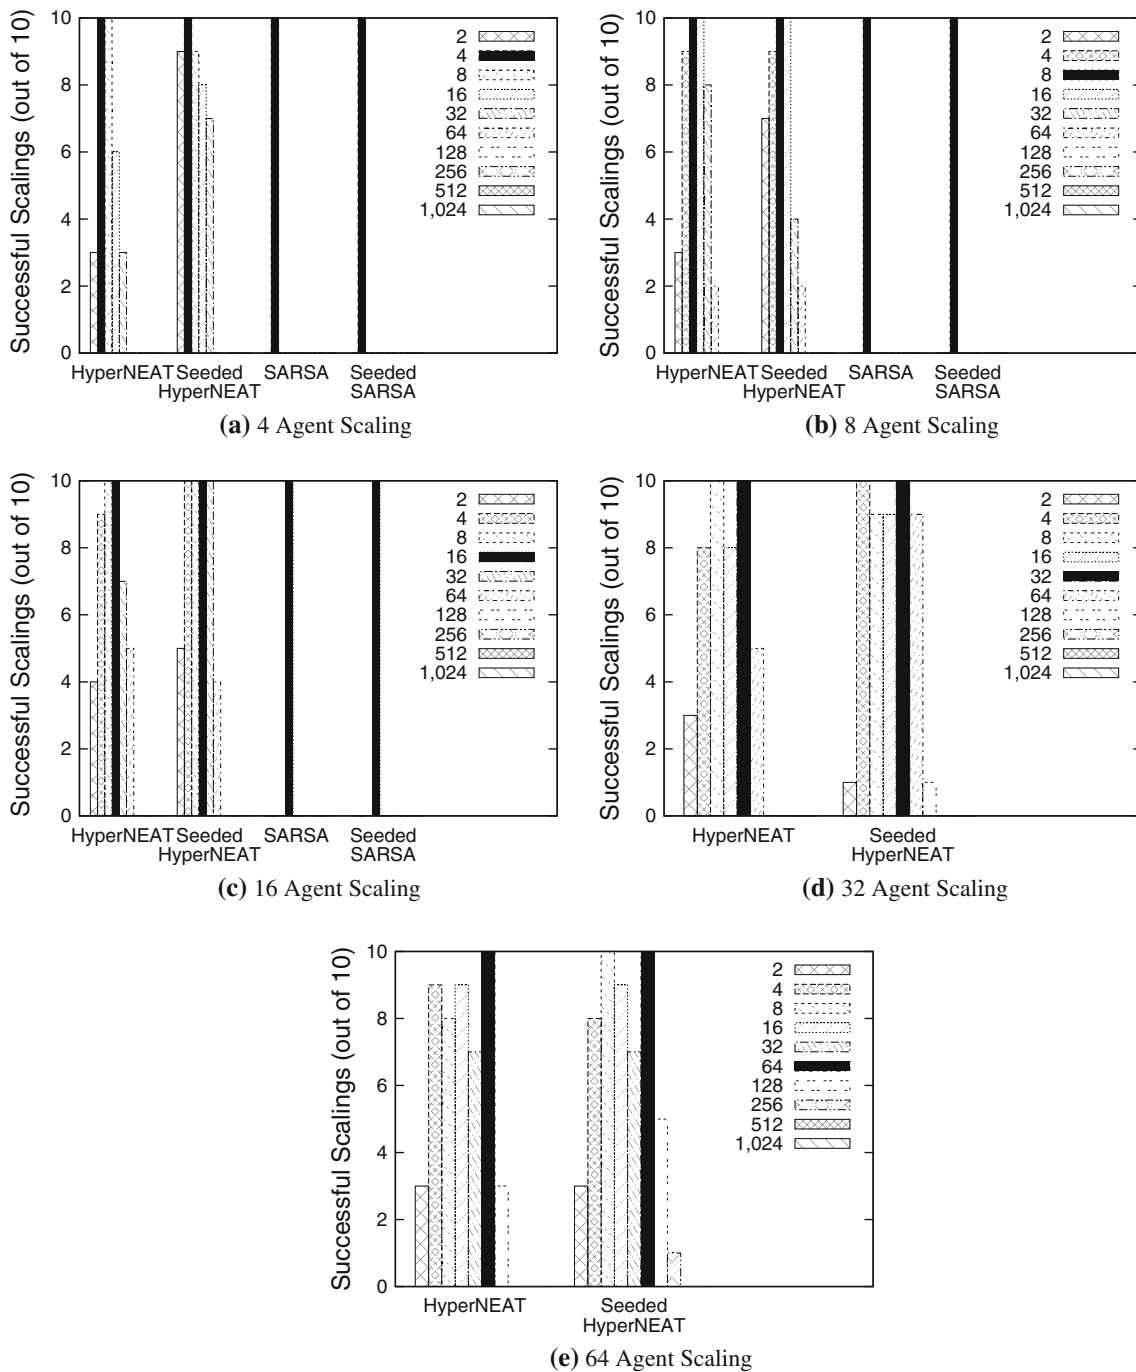 Successful Scalings (out of 10)
10
8
6
4
2
0
2
4
8
16
32
64
128
256
512
1,024
HyperNEAT
Seeded
HyperNEAT
SARSA
Seeded
SARSA
(a) 4 Agent Scaling
Successful Scalings (out of 10)
10
8
6
4
2
0
2
4
8
16
32
64
128
256
512
1,024
HyperNEAT
Seeded
HyperNEAT
SARSA
Seeded
SARSA
(b) 8 Agent Scaling
Successful Scalings (out of 10)
10
8
6
4
2
0
2
4
8
16
32
64
128
256
512
1,024
HyperNEAT
Seeded
HyperNEAT
SARSA
Seeded
SARSA
(c) 16 Agent Scaling
Successful Scalings (out of 10)
10
8
6
4
2
0
2
4
8
16
32
64
128
256
512
1,024
HyperNEAT
Seeded
HyperNEAT
(d) 32 Agent Scaling
Successful Scalings (out of 10)
10
8
6
4
2
0
2
4
8
16
32
64
128
256
512
1,024
HyperNEAT
Seeded
HyperNEAT
(e) 64 Agent Scaling